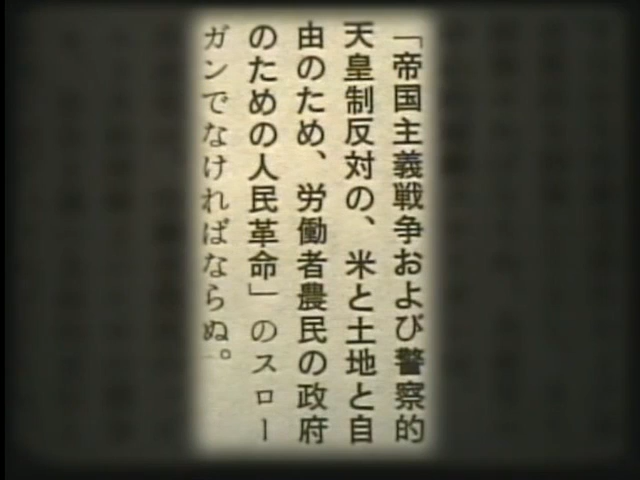 「帝国主義戦争および警察的
天皇制反対の、米と土地と自
由のため、労働者農民の政府
のための人民革命」のスロー
ガンでなければならぬ。